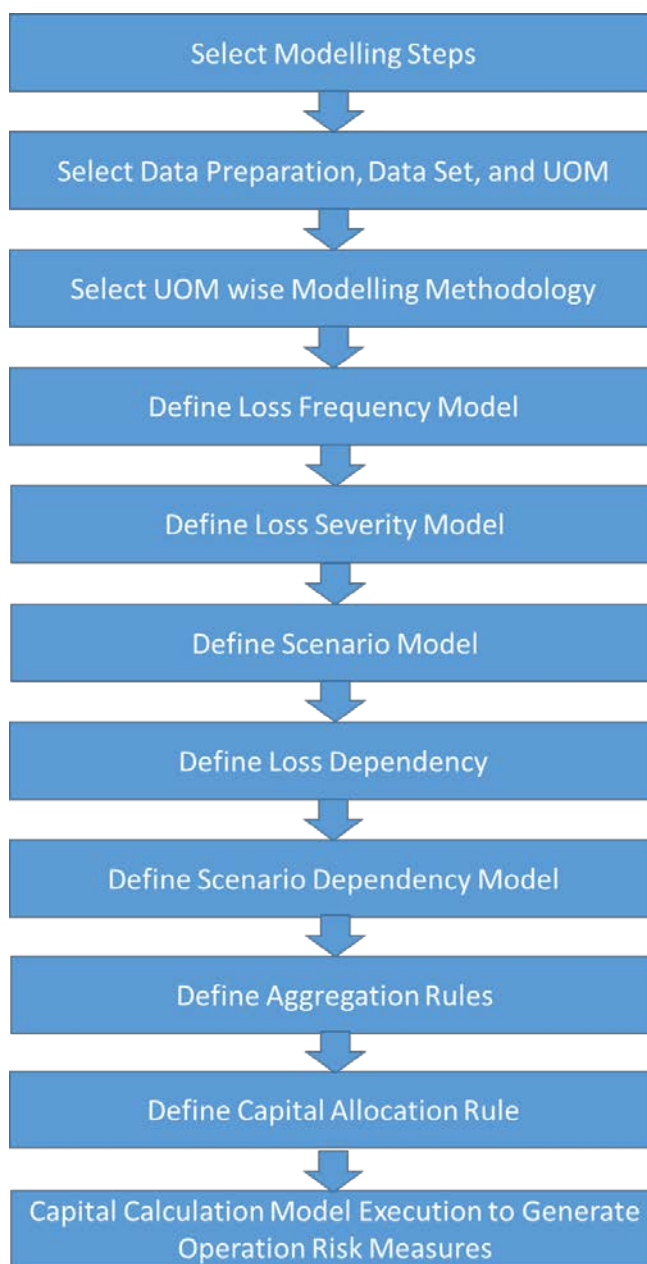 Select Modelling Steps
Select Data Preparation, Data Set, and UOM
Select UOM wise Modelling Methodology
Define Loss Frequency Model
Define Loss Severity Model
Define Scenario Model
Define Loss Dependency
Define Scenario Dependency Model
Define Aggregation Rules
Define Capital Allocation Rule
Capital Calculation Model Execution to Generate
Operation Risk Measures